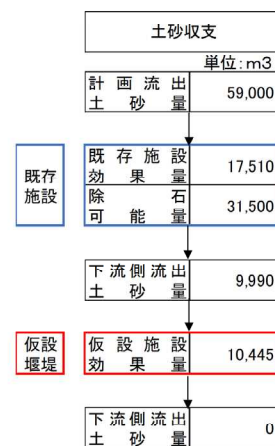 土砂収支
単位：m3
計画流出
土砂量
59,000
既存
施設
既存施設
効果量
17,510
除石
可能量
31,500
下流側流出
土砂量
9,990
仮設
堰堤
仮設施設
効果量
10,445
下流側流出
土砂量
0